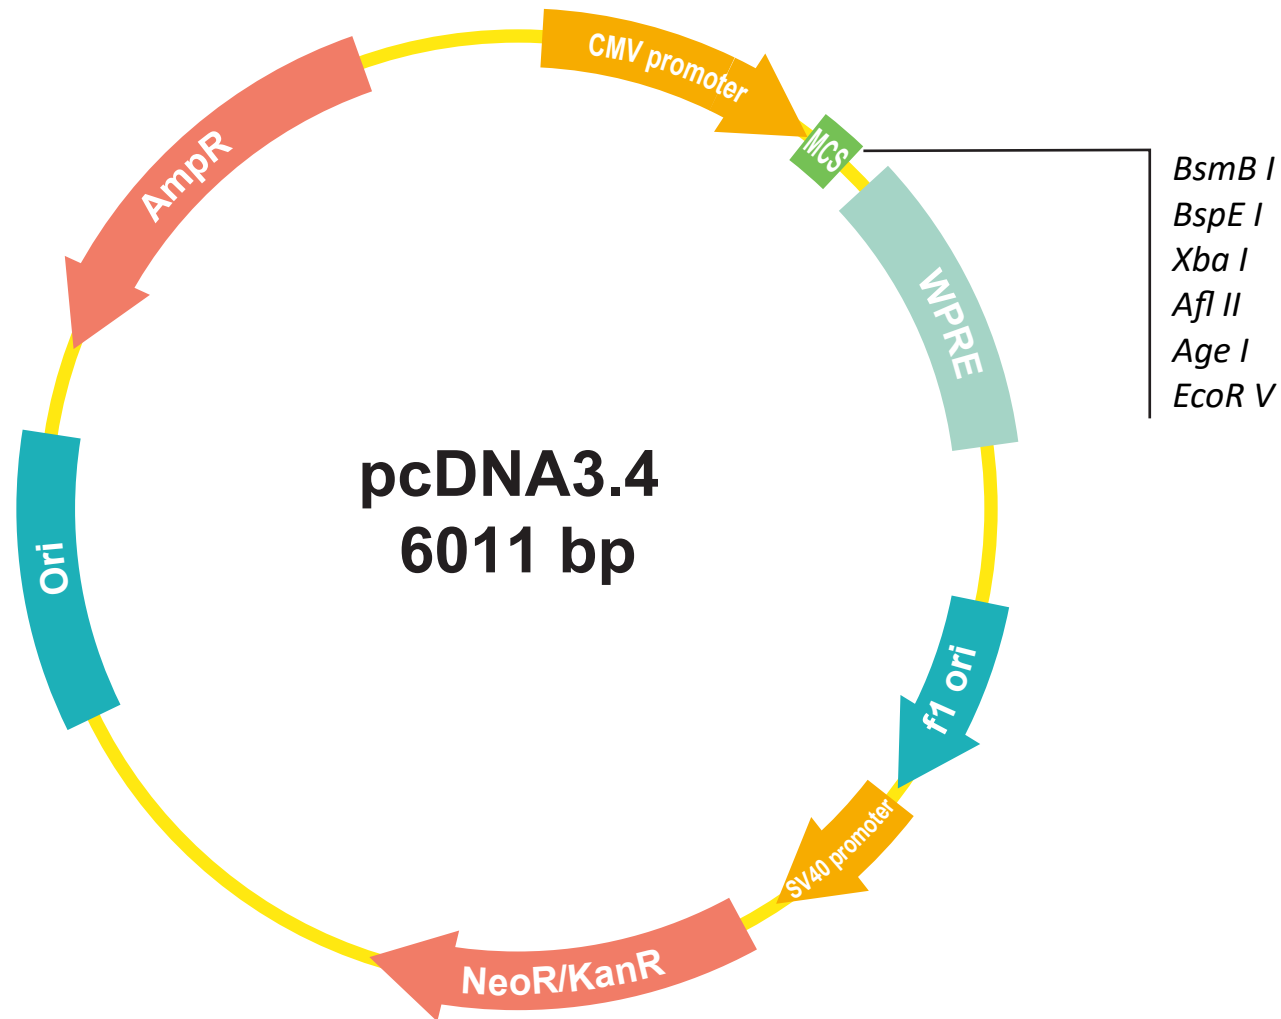 CMV promoter
MCS
BsmB I
BspE I
Xba I
Afl II
Age I
EcoR V
AmpR
WPRE
pcDNA3.4
6011 bp
Ori
f1 ori
SV40 promoter
NeoR/KanR